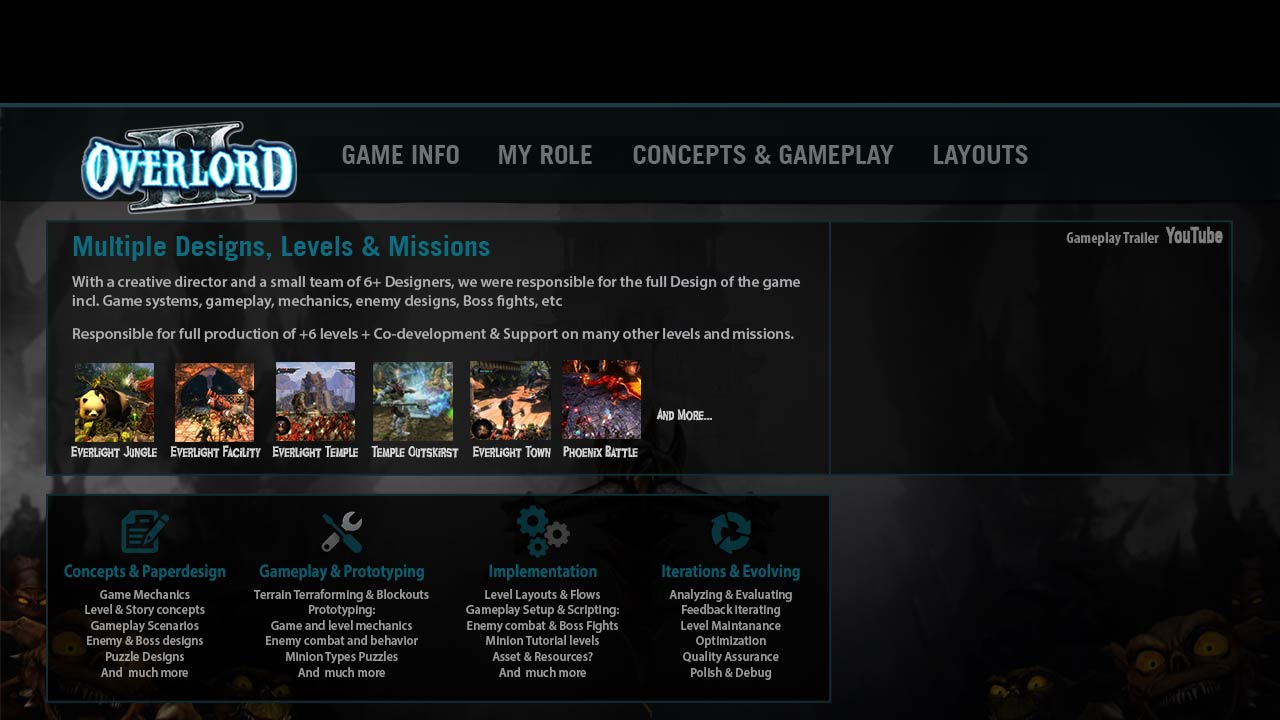 OVERLORD II
GAME INFO
MY ROLE
CONCEPTS & GAMEPLAY
LAYOUTS
Multiple Designs, Levels & Missions
With a creative director and a small team of 6+ Designers, we were responsible for the full Design of the game
incl. Game systems, gameplay, mechanics, enemy designs, Boss fights, etc
Responsible for full production of +6 levels + Co-development & Support on many other levels and missions.
Everlight Jungle
Everlight Facility
Everlight Temple
Temple Outskirst
Everlight Town
Phoenix Battle
And More...
Gameplay Trailer YouTube
Concepts & Paperdesign
Game Mechanics
Level & Story concepts
Gameplay Scenarios
Enemy & Boss designs
Puzzle Designs
And much more
Gameplay & Prototyping
Terrain Terraforming & Blockouts
Prototyping:
Game and level mechanics
Enemy combat and behavior
Minion Types Puzzles
And much more
Implementation
Level Layouts & Flows
Gameplay Setup & Scripting:
Enemy combat & Boss Fights
Minion Tutorial levels
Asset & Resources?
And much more
Iterations & Evolving
Analyzing & Evaluating
Feedback iterating
Level Maintanance
Optimization
Quality Assurance
Polish & Debug